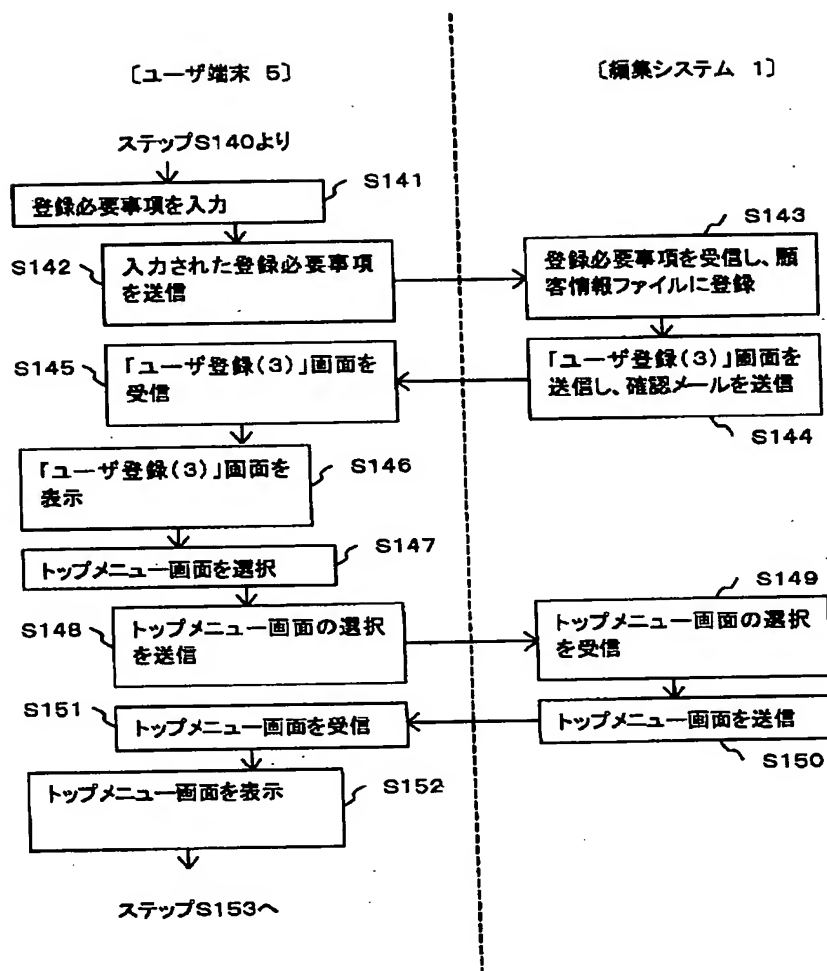 〔ユーザ端末 5〕
〔編集システム 1〕
ステップS140より
S141
登録必要事項を入力
S142
入力された登録必要事項
を送信
S143
登録必要事項を受信し、顧
客情報ファイルに登録
S145
「ユーザ登録(3)」画面を
受信
「ユーザ登録(3)」画面を
送信し、確認メールを送信
S144
S146
「ユーザ登録(3)」画面を
表示
S147
トップメニュー画面を選択
S148
トップメニュー画面の選択
を送信
S149
トップメニュー画面の選択
を受信
S151
トップメニュー画面を受信
トップメニュー画面を送信
S150
S152
トップメニュー画面を表示
ステップS153へ